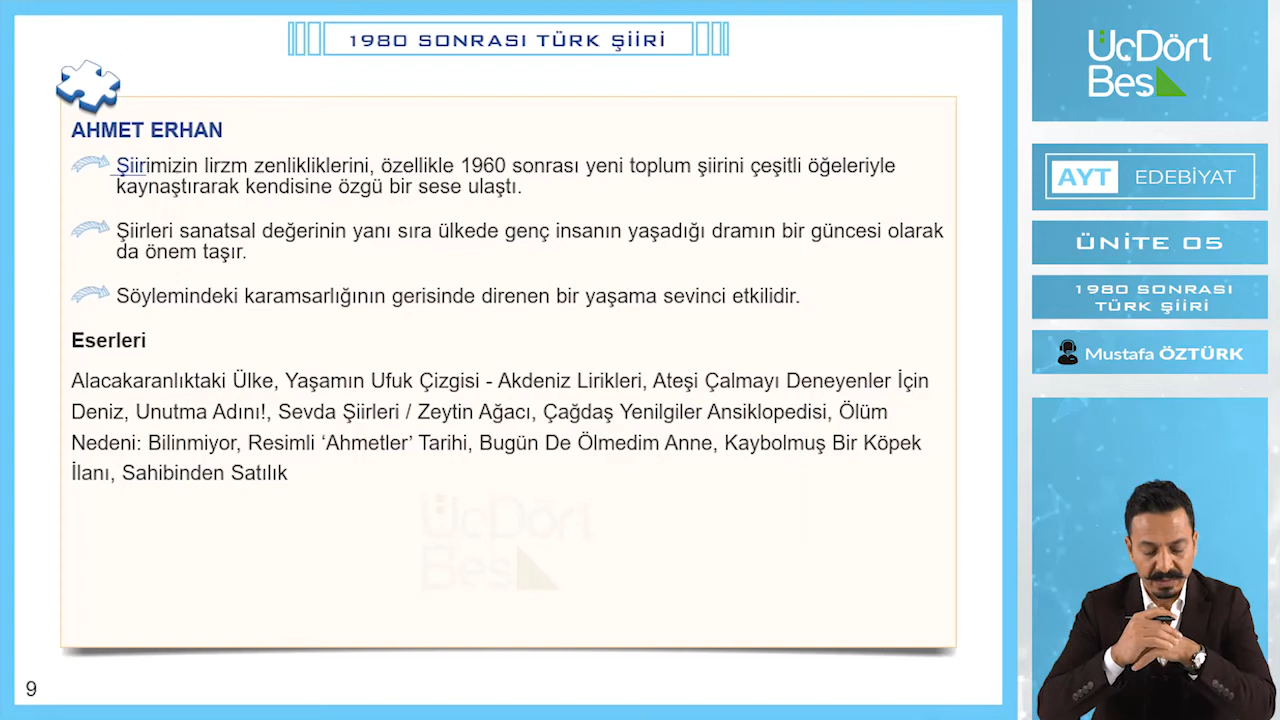 1980 SONRASI TÜRK ŞİİRİ
AHMET ERHAN
Şiirimizin lirzm zenlikliklerini, özellikle 1960 sonrası yeni toplum şiirini çeşitli öğeleriyle
kaynaştırarak kendisine özgü bir sese ulaştı.
Şiirleri sanatsal değerinin yanı sıra ülkede genç insanın yaşadığı dramın bir güncesi olarak
da önem taşır.
Söylemindeki karamsarlığının gerisinde direnen bir yaşama sevinci etkilidir.
Eserleri
Alacakaranlıktaki Ülke, Yaşamın Ufuk Çizgisi - Akdeniz Lirikleri, Ateşi Çalmayı Deneyenler İçin
Deniz, Unutma Adını!, Sevda Şiirleri / Zeytin Ağacı, Çağdaş Yenilgiler Ansiklopedisi, Ölüm
Nedeni: Bilinmiyor, Resimli ‘Ahmetler’ Tarihi, Bugün De Ölmedim Anne, Kaybolmuş Bir Köpek
İlanı, Sahibinden Satılık
ÜçDört
Beş
9
ÜçDört
Beş
AYT EDEBİYAT
ÜNİTE 05
1980 SONRASI
TÜRK ŞİİRİ
Mustafa ÖZTÜRK